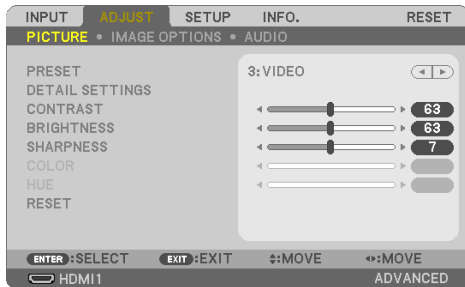 INPUT ADJUST SETUP INFO. RESET
PICTURE • IMAGE OPTIONS • AUDIO
PRESET 3:VIDEO
DETAIL SETTINGS
CONTRAST 63
BRIGHTNESS 63
SHARPNESS 7
COLOR
HUE
RESET
ENTER :SELECT EXIT :EXIT :MOVE :MOVE
HDMI1 ADVANCED